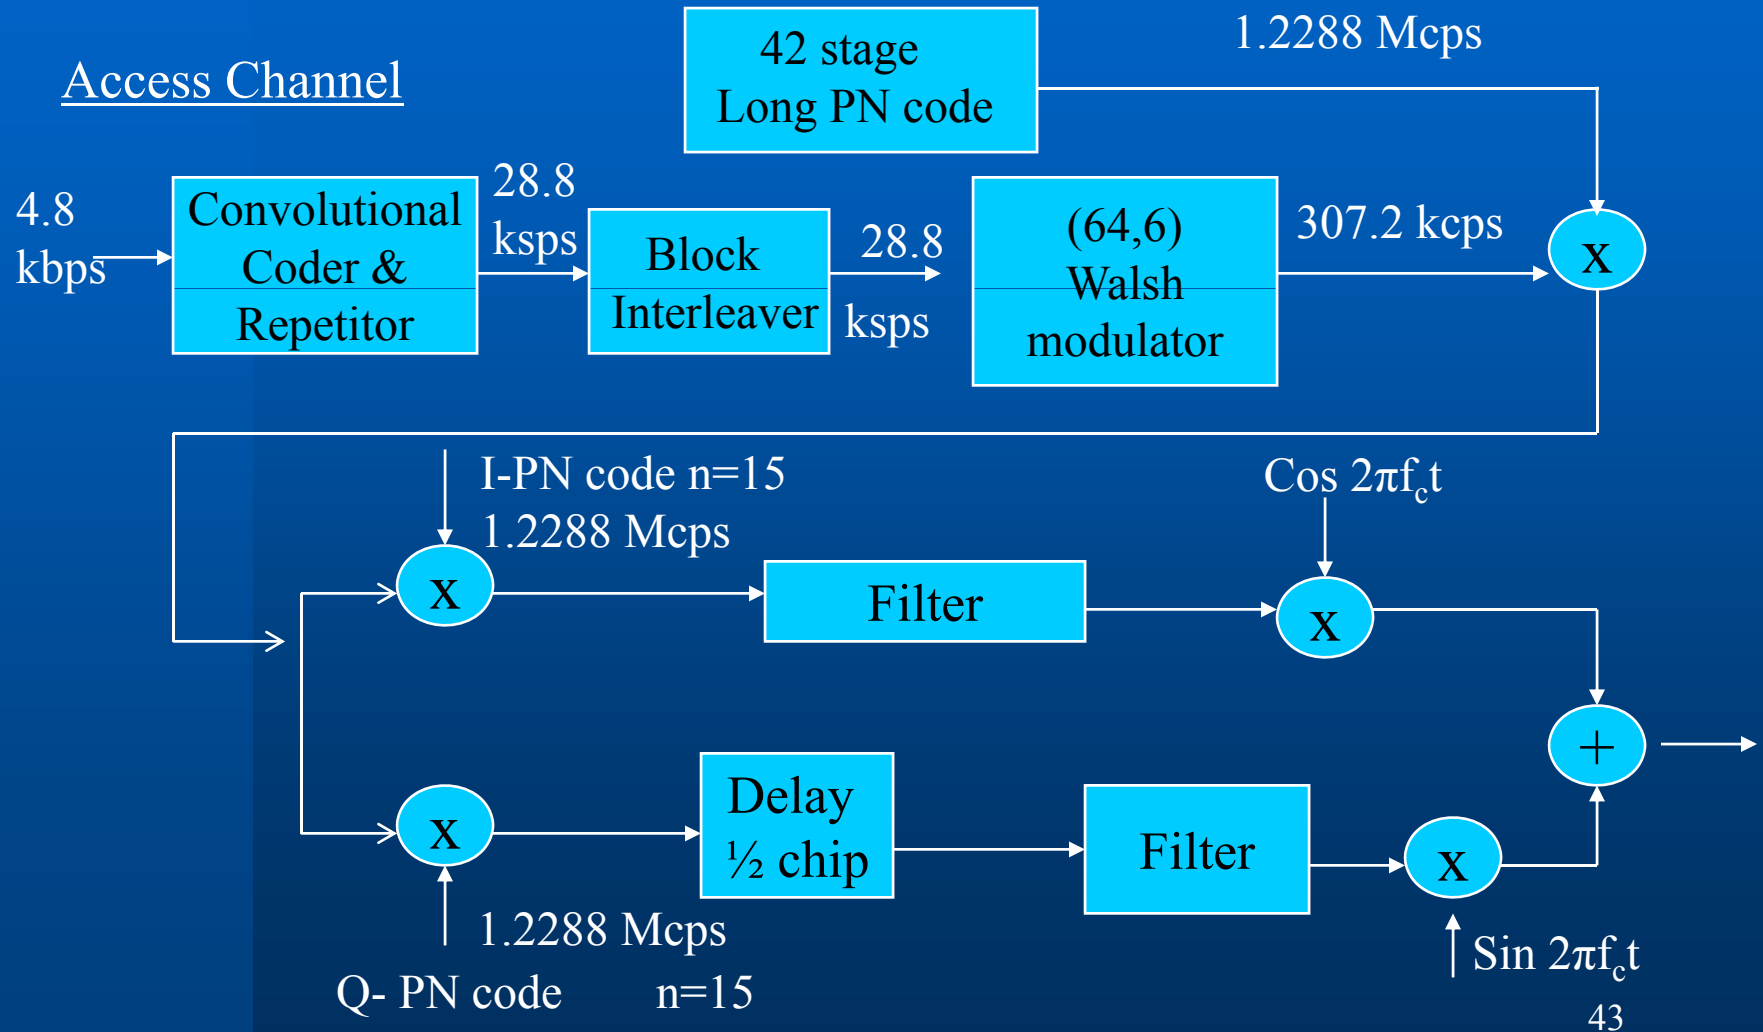 Access Channel
42 stage
Long PN code
1.2288 Mcps
4.8
kbps
Convolutional
Coder &
Repetitor
28.8
ksps
Block
Interleaver
28.8
ksps
(64,6)
Walsh
modulator
307.2 kcps
x
I-PN code n=15
1.2288 Mcps
x
Filter
Cos 2πf_ct
x
+
x
1.2288 Mcps
Q- PN code n=15
Delay
½ chip
Filter
x
Sin 2πf_ct
43